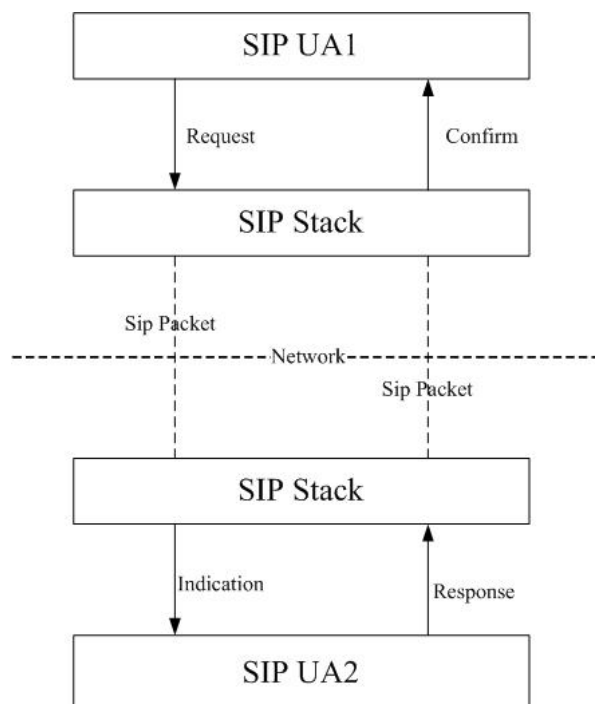 SIP UA1
Request
Confirm
SIP Stack
Sip Packet
Network
Sip Packet
SIP Stack
Indication
Response
SIP UA2